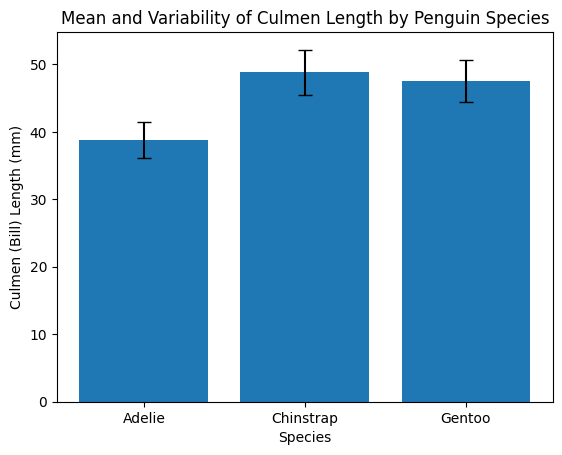 Mean and Variability of Culmen Length by Penguin Species
Culmen (Bill) Length (mm)
50
40
30
20
10
0
Adelie
Chinstrap
Gentoo
Species